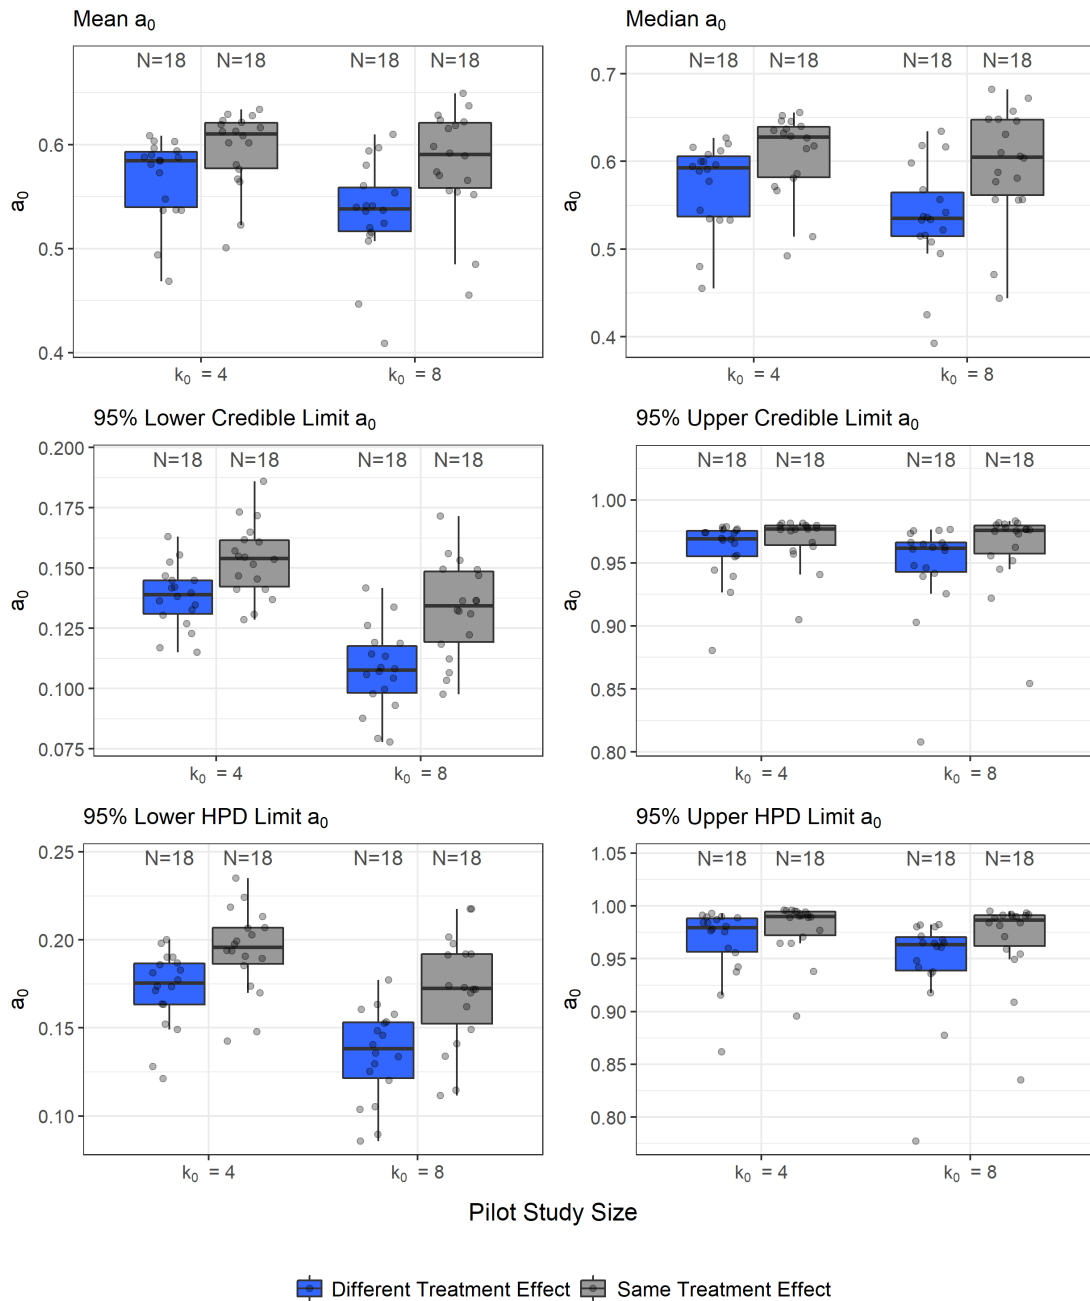 Mean a0
N=18 N=18 N=18 N=18
a0
0.6
0.5
0.4
k0 = 4 k0 = 8
Median a0
N=18 N=18 N=18 N=18
a0
0.7
0.6
0.5
0.4
k0 = 4 k0 = 8
95% Lower Credible Limit a0
N=18 N=18 N=18 N=18
a0
0.200
0.175
0.150
0.125
0.100
0.075
k0 = 4 k0 = 8
95% Upper Credible Limit a0
N=18 N=18 N=18 N=18
a0
1.00
0.95
0.90
0.85
0.80
k0 = 4 k0 = 8
95% Lower HPD Limit a0
N=18 N=18 N=18 N=18
a0
0.25
0.20
0.15
0.10
k0 = 4 k0 = 8
95% Upper HPD Limit a0
N=18 N=18 N=18 N=18
a0
1.05
1.00
0.95
0.90
0.85
0.80
k0 = 4 k0 = 8
Pilot Study Size
Different Treatment Effect Same Treatment Effect